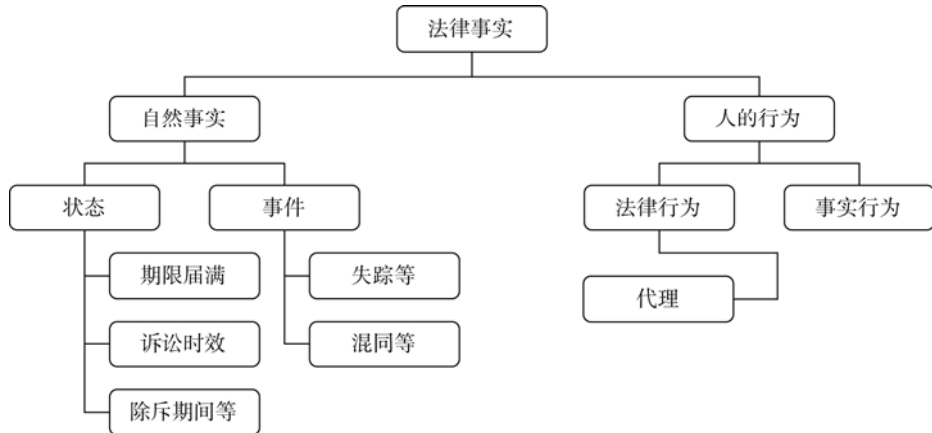 法律事实
自然事实
人的行为
状态
事件
法律行为
事实行为
期限届满
失踪等
代理
诉讼时效
混同等
除斥期间等